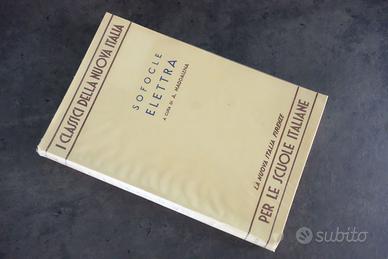 I CLASSICI DELLA NUOVA ITALIA
SOFOCLE
ELETTRA
A CURA DI A. MADDALENA
LA NUOVA ITALIA FIRENZE
PER LE SCUOLE ITALIANE
subito